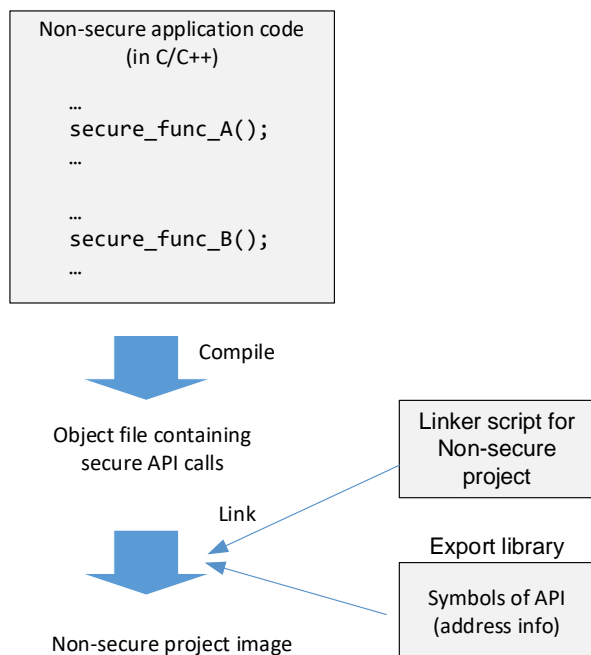 Non-secure application code
(in C/C++)
…
secure_func_A();
…
…
secure_func_B();
…
Compile
Object file containing
secure API calls
Linker script for
Non-secure
project
Link
Export library
Symbols of API
(address info)
Non-secure project image